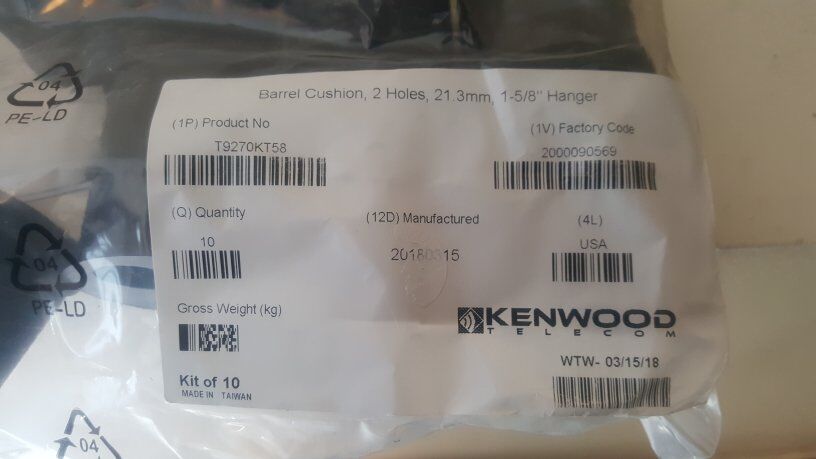 Barrel Cushion, 2 Holes, 21.3mm, 1-5/8" Hanger
(1P) Product No
(1V) Factory Code
T9270KT58
2000090569
(Q) Quantity
(12D) Manufactured
(4L)
10
20180315
USA
Gross Weight (kg)
KENWOOD
TELECOM
WTW- 03/15/18
Kit of 10
MADE IN TAIWAN
04
PE-LD
04
PE-LD
04